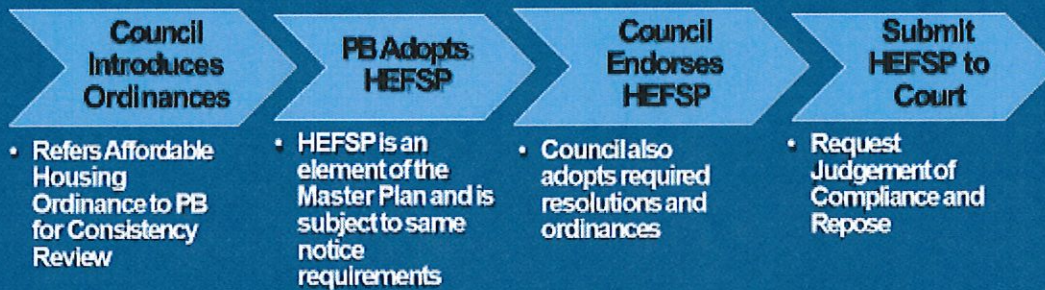 Council
Introduces
Ordinances
• Refers Affordable
Housing
Ordinance to PB
for Consistency
Review
PB Adopts
HEFSP
• HEFSP is an
element of the
Master Plan and is
subject to same
notice
requirements
Council
Endorses
HEFSP
• Council also
adopts required
resolutions and
ordinances
Submit
HEFSP to
Court
• Request
Judgement of
Compliance and
Repose